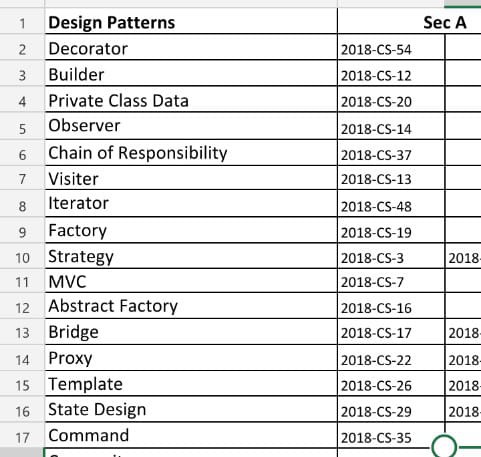 1 Design Patterns Sec A
2 Decorator 2018-CS-54
3 Builder 2018-CS-12
4 Private Class Data 2018-CS-20
5 Observer 2018-CS-14
6 Chain of Responsibility 2018-CS-37
7 Visiter 2018-CS-13
8 Iterator 2018-CS-48
9 Factory 2018-CS-19
10 Strategy 2018-CS-3 2018-
11 MVC 2018-CS-7
12 Abstract Factory 2018-CS-16
13 Bridge 2018-CS-17 2018-
14 Proxy 2018-CS-22 2018-
15 Template 2018-CS-26 2018-
16 State Design 2018-CS-29 2018-
17 Command 2018-CS-35